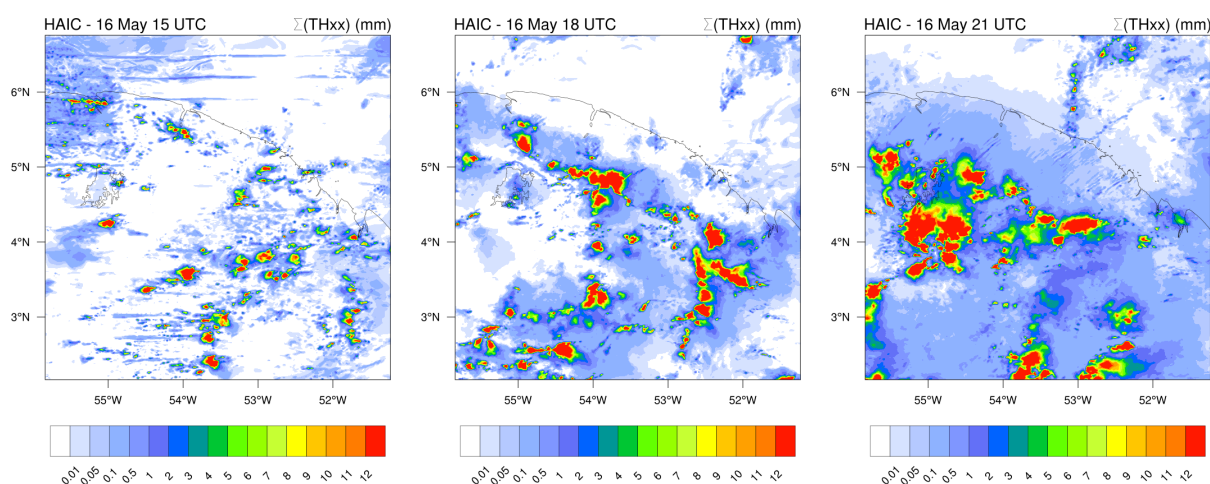 HAIC - 16 May 15 UTC Σ(THxx) (mm)
6°N
5°N
4°N
3°N
55°W 54°W 53°W 52°W
0.01 0.05 0.1 0.5 1 2 3 4 5 6 7 8 9 10 11 12
HAIC - 16 May 18 UTC Σ(THxx) (mm)
6°N
5°N
4°N
3°N
55°W 54°W 53°W 52°W
0.01 0.05 0.1 0.5 1 2 3 4 5 6 7 8 9 10 11 12
HAIC - 16 May 21 UTC Σ(THxx) (mm)
6°N
5°N
4°N
3°N
55°W 54°W 53°W 52°W
0.01 0.05 0.1 0.5 1 2 3 4 5 6 7 8 9 10 11 12